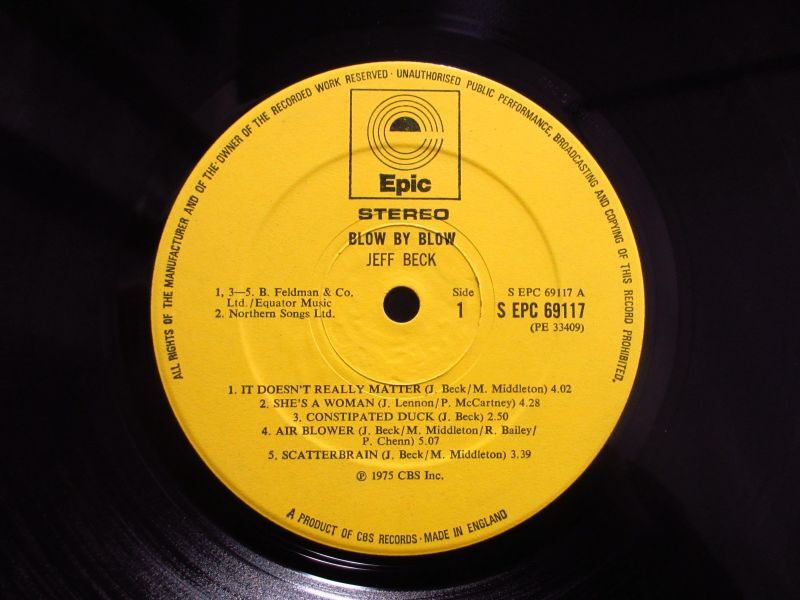 ALL RIGHTS OF THE MANUFACTURER AND OF THE OWNER OF THE RECORDED WORK RESERVED · UNAUTHORISED PUBLIC PERFORMANCE, BROADCASTING AND COPYING OF THIS RECORD PROHIBITED.
Epic
STEREO
BLOW BY BLOW
JEFF BECK
1, 3—5. B. Feldman & Co.
Ltd./Equator Music
2. Northern Songs Ltd.
Side
1
S EPC 69117 A
S EPC 69117
(PE 33409)
1. IT DOESN'T REALLY MATTER (J. Beck/M. Middleton) 4.02
2. SHE'S A WOMAN (J. Lennon/P. McCartney) 4.28
3. CONSTIPATED DUCK (J. Beck) 2.50
4. AIR BLOWER (J. Beck/M. Middleton/R. Bailey/
P. Chenn) 5.07
5. SCATTERBRAIN (J. Beck/M. Middleton) 3.39
℗ 1975 CBS Inc.
A PRODUCT OF CBS RECORDS · MADE IN ENGLAND